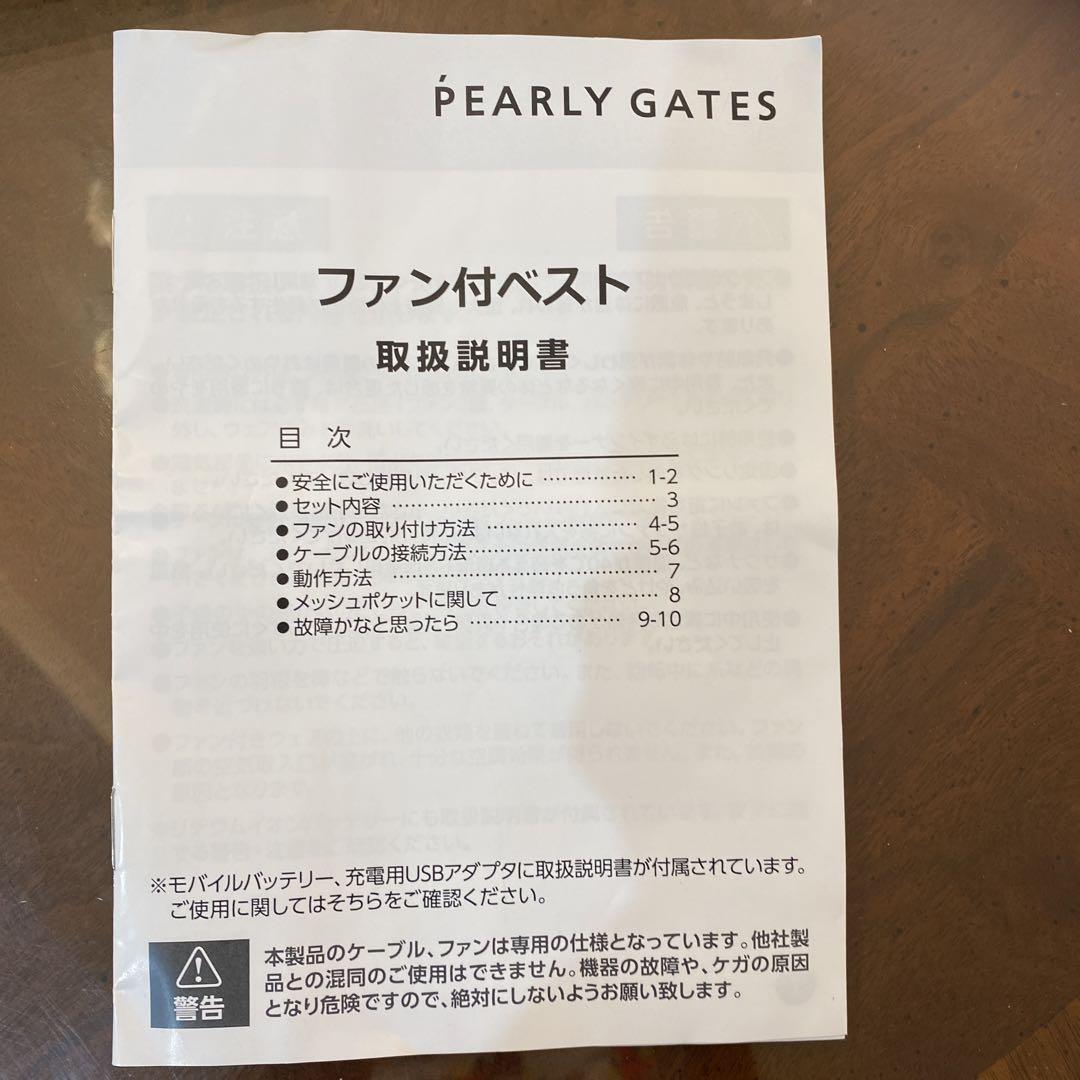 PEARLY GATES
ファン付ベスト
取扱説明書
目 次
●安全にご使用いただくために ……………… 1-2
●セット内容 ……………………………………… 3
●ファンの取り付け方法 ……………………… 4-5
●ケーブルの接続方法………………………… 5-6
●動作方法 ………………………………………… 7
●メッシュポケットに関して ……………………… 8
●故障かなと思ったら ……………………… 9-10
※モバイルバッテリー、充電用USBアダプタに取扱説明書が付属されています。
ご使用に関してはそちらをご確認ください。
警告
本製品のケーブル、ファンは専用の仕様となっています。他社製
品との混同のご使用はできません。機器の故障や、ケガの原因
となり危険ですので、絶対にしないようお願い致します。